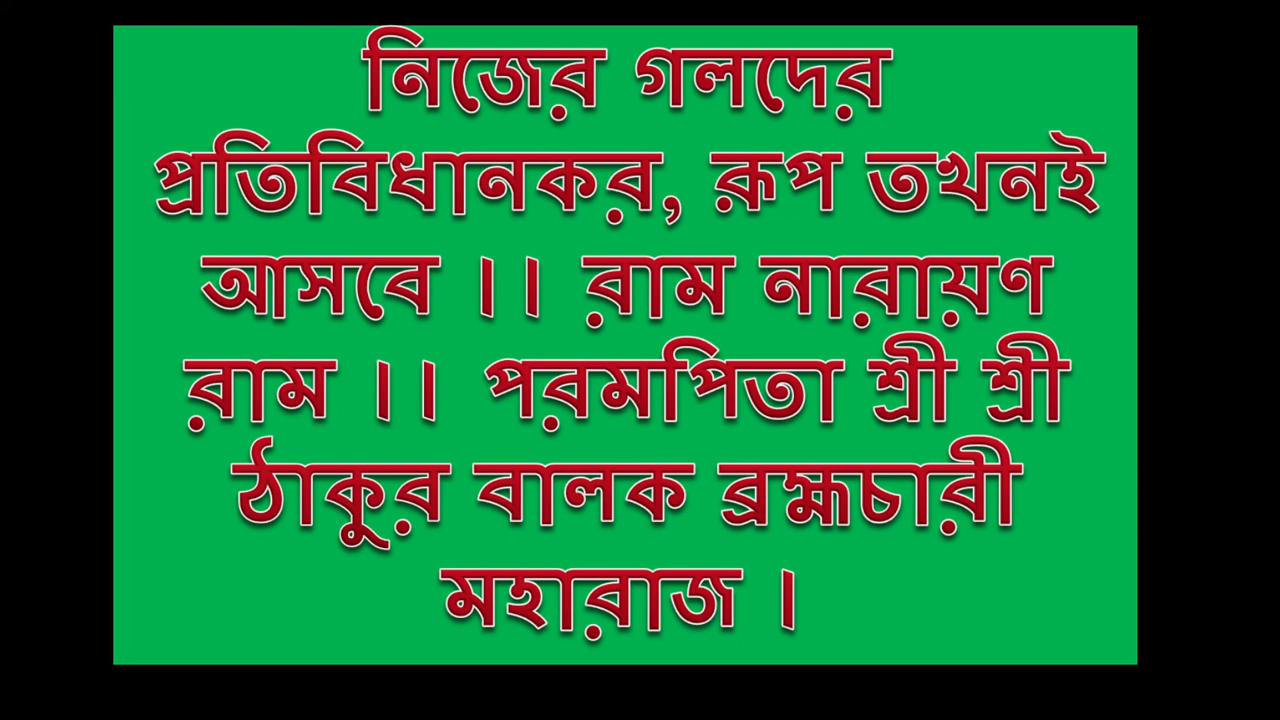 নিজের গলদের
প্রতিবিধানকর, রূপ তখনই
আসবে ।। রাম নারায়ণ
রাম ।। পরমপিতা শ্রী শ্রী
ঠাকুর বালক ব্রহ্মচারী
মহারাজ ।